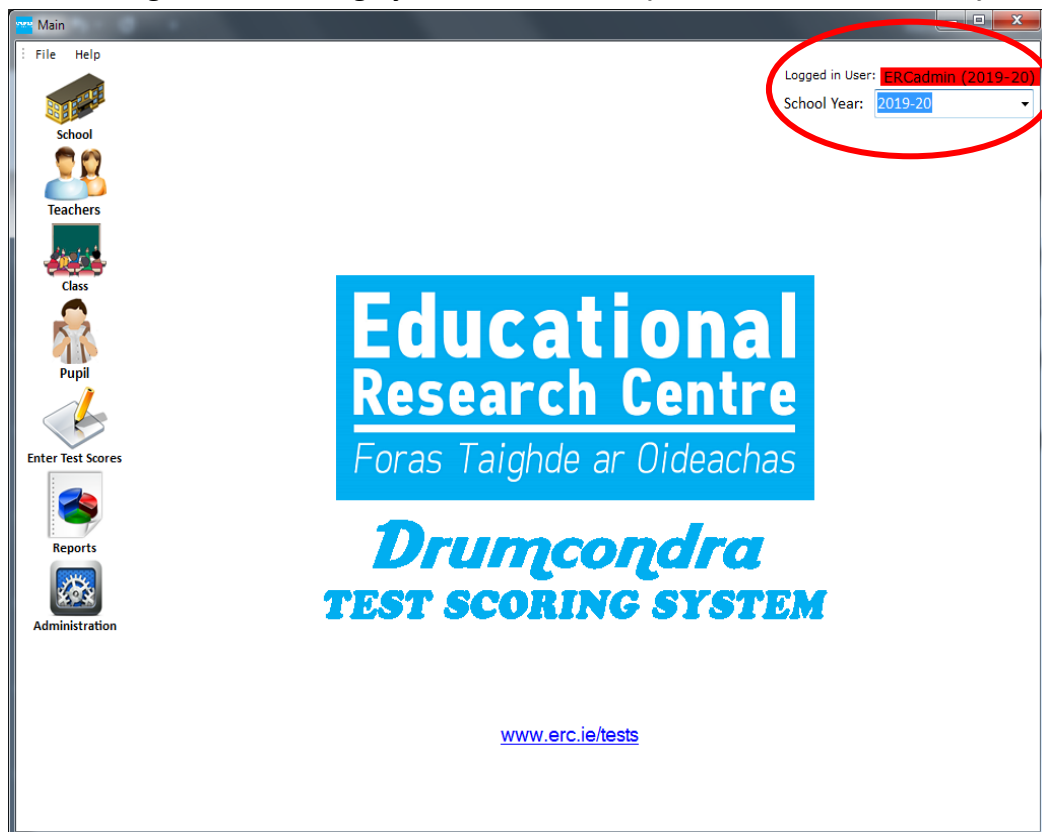 Main
File Help
Logged in User: ERCadmin (2019-20)
School Year: 2019-20
School
Teachers
Class
Pupil
Enter Test Scores
Reports
Administration
Educational
Research Centre
Foras Taighde ar Oideachas
Drumcondra
TEST SCORING SYSTEM
www.erc.ie/tests